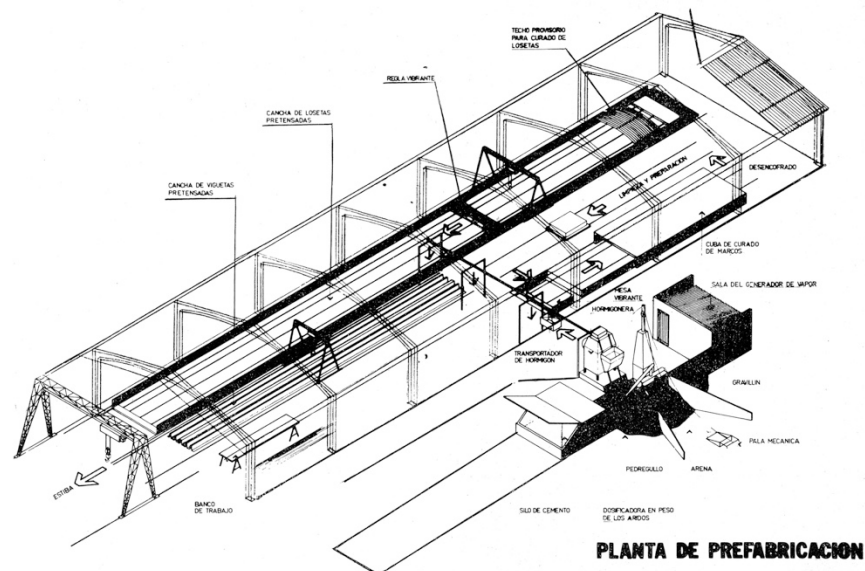 TECHO PROVISORIO
PARA CURADO DE
LOSETAS
REGLA VIBRANTE
CANCHA DE LOSETAS
PRETENSADAS
CANCHA DE VIGUETAS
PRETENSADAS
LIMPIEZA Y PREPARACION
DESENCOFRADO
CUBA DE CURADO
DE MARCOS
SALA DEL GENERADOR DE VAPOR
MESA
VIBRANTE
HORMIGONERA
TRANSPORTADOR
DE HORMIGON
GRAVILLIN
PALA MECANICA
ARENA
PEDREGULLO
ESTIBA
BANCO
DE TRABAJO
SILO DE CEMENTO
DOSIFICADORA EN PESO
DE LOS ARIDOS
PLANTA DE PREFABRICACION